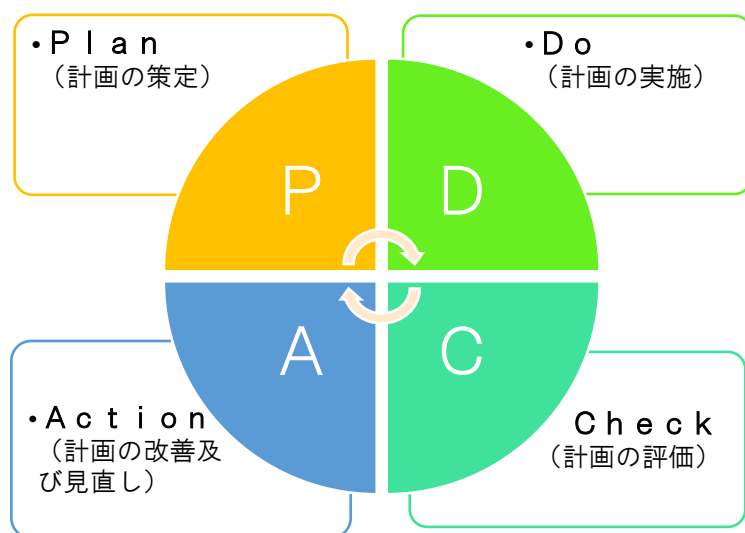 ・Ｐｌａｎ
（計画の策定）
・Ｄｏ
（計画の実施）
P
D
A
C
・Ａｃｔｉｏｎ
（計画の改善及
び見直し）
Ｃｈｅｃｋ
（計画の評価）